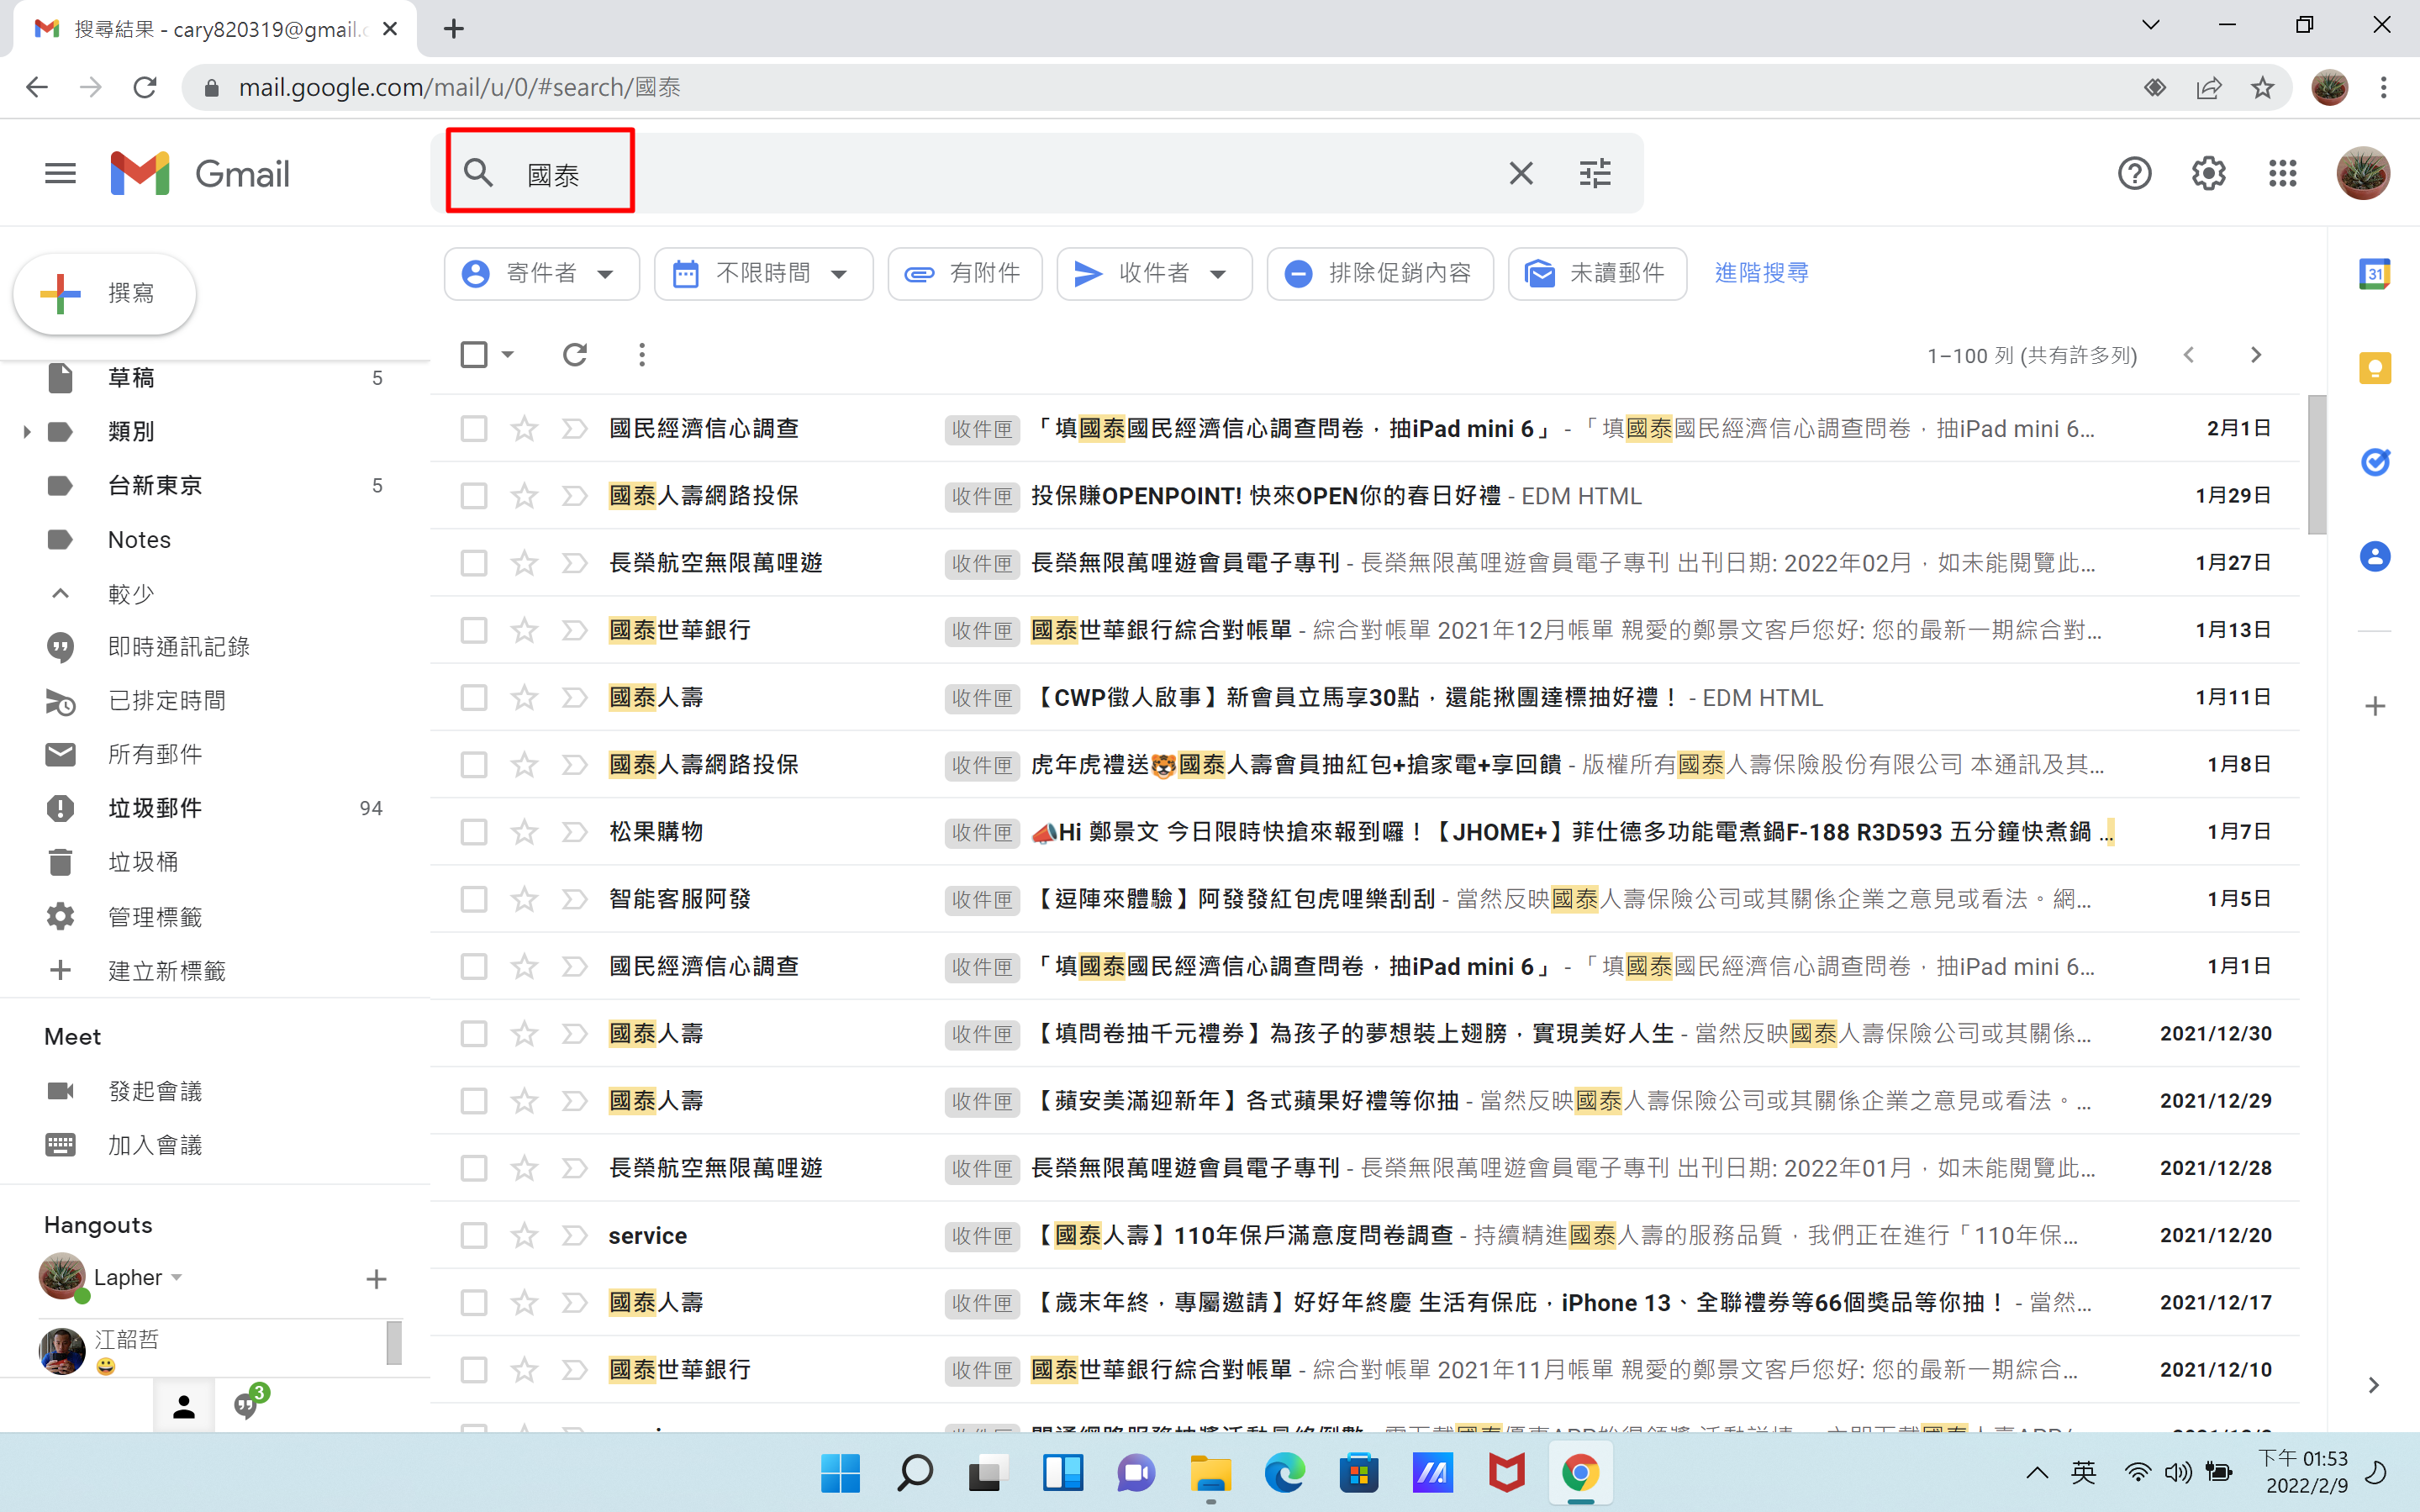 搜尋結果 - cary820319@gmail.c
mail.google.com/mail/u/0/#search/國泰
Gmail
國泰
撰寫
寄件者
不限時間
有附件
收件者
排除促銷內容
未讀郵件
進階搜尋
1–100 列 (共有許多列)
草稿 5
類別
台新東京 5
Notes
較少
即時通訊記錄
已排定時間
所有郵件
垃圾郵件 94
垃圾桶
管理標籤
建立新標籤
Meet
發起會議
加入會議
Hangouts
Lapher
江韶哲
3
國民經濟信心調查 收件匣 「填國泰國民經濟信心調查問卷，抽iPad mini 6」 - 「填國泰國民經濟信心調查問卷，抽iPad mini 6... 2月1日
國泰人壽網路投保 收件匣 投保賺OPENPOINT! 快來OPEN你的春日好禮 - EDM HTML 1月29日
長榮航空無限萬哩遊 收件匣 長榮無限萬哩遊會員電子專刊 - 長榮無限萬哩遊會員電子專刊 出刊日期: 2022年02月，如未能閱覽此... 1月27日
國泰世華銀行 收件匣 國泰世華銀行綜合對帳單 - 綜合對帳單 2021年12月帳單 親愛的鄭景文客戶您好: 您的最新一期綜合對... 1月13日
國泰人壽 收件匣 【CWP徵人啟事】新會員立馬享30點，還能揪團達標抽好禮！ - EDM HTML 1月11日
國泰人壽網路投保 收件匣 虎年虎禮送🐯國泰人壽會員抽紅包+搶家電+享回饋 - 版權所有國泰人壽保險股份有限公司 本通訊及其... 1月8日
松果購物 收件匣 📣Hi 鄭景文 今日限時快搶來報到囉！【JHOME+】菲仕德多功能電煮鍋F-188 R3D593 五分鐘快煮鍋 ... 1月7日
智能客服阿發 收件匣 【逗陣來體驗】阿發發紅包虎哩樂刮刮 - 當然反映國泰人壽保險公司或其關係企業之意見或看法。網... 1月5日
國民經濟信心調查 收件匣 「填國泰國民經濟信心調查問卷，抽iPad mini 6」 - 「填國泰國民經濟信心調查問卷，抽iPad mini 6... 1月1日
國泰人壽 收件匣 【填問卷抽千元禮券】為孩子的夢想裝上翅膀，實現美好人生 - 當然反映國泰人壽保險公司或其關係... 2021/12/30
國泰人壽 收件匣 【蘋安美滿迎新年】各式蘋果好禮等你抽 - 當然反映國泰人壽保險公司或其關係企業之意見或看法。... 2021/12/29
長榮航空無限萬哩遊 收件匣 長榮無限萬哩遊會員電子專刊 - 長榮無限萬哩遊會員電子專刊 出刊日期: 2022年01月，如未能閱覽此... 2021/12/28
service 收件匣 【國泰人壽】110年保戶滿意度問卷調查 - 持續精進國泰人壽的服務品質，我們正在進行「110年保... 2021/12/20
國泰人壽 收件匣 【歲末年終，專屬邀請】好好年終慶 生活有保庇，iPhone 13、全聯禮券等66個獎品等你抽！ - 當然... 2021/12/17
國泰世華銀行 收件匣 國泰世華銀行綜合對帳單 - 綜合對帳單 2021年11月帳單 親愛的鄭景文客戶您好: 您的最新一期綜合... 2021/12/10
31
英
下午 01:53
2022/2/9